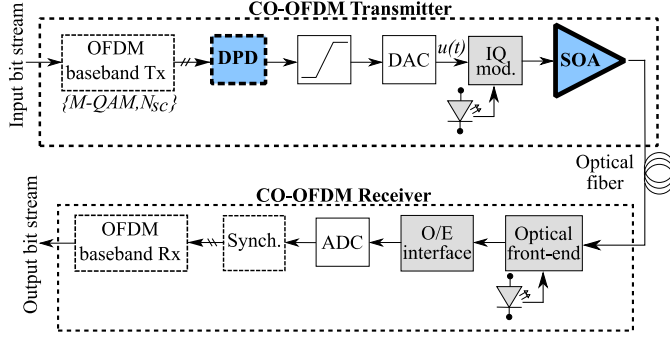 CO-OFDM Transmitter
Input bit stream
OFDM
baseband Tx
{M-QAM,N_SC}
DPD
DAC
u(t)
IQ
mod.
SOA
Optical
fiber
CO-OFDM Receiver
Output bit stream
OFDM
baseband Rx
Synch.
ADC
O/E
interface
Optical
front-end